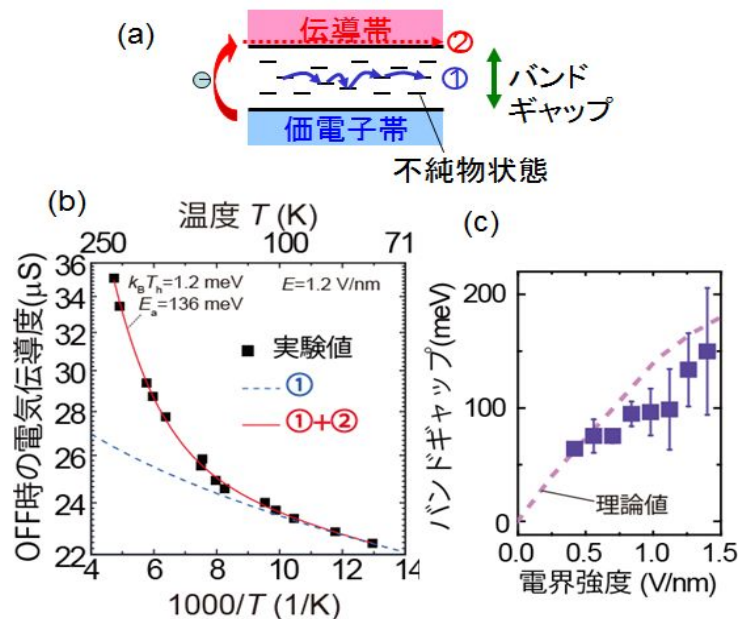 (a)
伝導帯
②
①
バンド
ギャップ
価電子帯
不純物状態
(b)
温度 T (K)
250 100 71
OFF時の電気伝導度(μS)
36
34
32
30
28
26
24
22
kBTh=1.2 meV
Ea=136 meV
E=1.2 V/nm
実験値
①
①+②
4 6 8 10 12 14
1000/T (1/K)
(c)
バンドギャップ(meV)
200
100
0
理論値
0.0 0.5 1.0 1.5
電界強度 (V/nm)